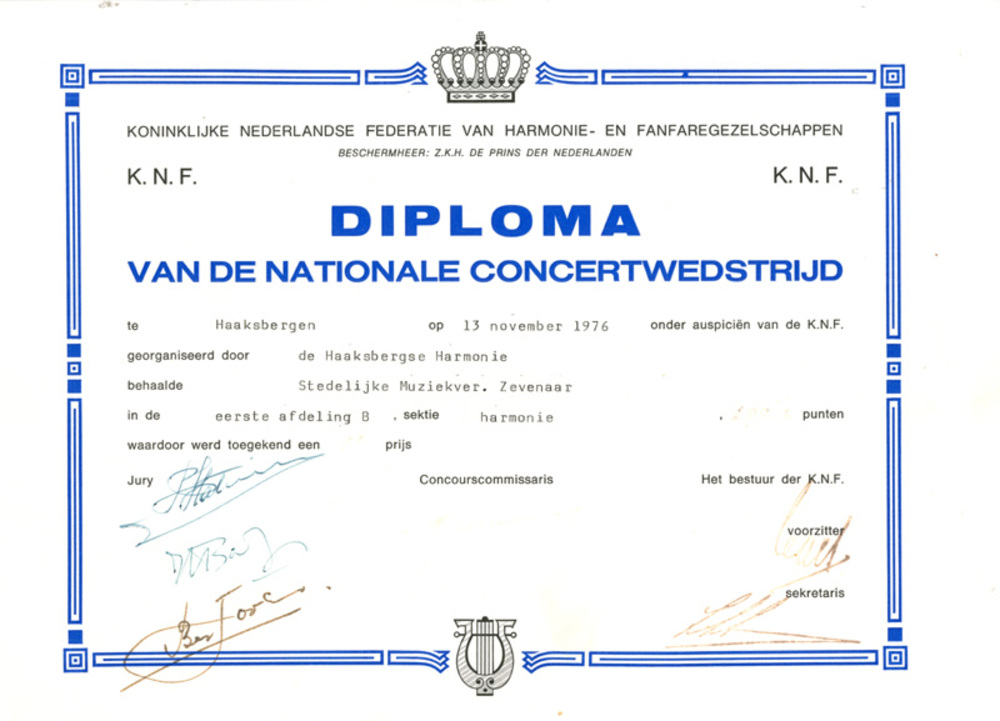 KONINKLIJKE NEDERLANDSE FEDERATIE VAN HARMONIE- EN FANFAREGEZELSCHAPPEN
BESCHERMHEER: Z.K.H. DE PRINS DER NEDERLANDEN
K. N. F. K. N. F.
DIPLOMA
VAN DE NATIONALE CONCERTWEDSTRIJD
te Haaksbergen op 13 november 1976 onder auspiciën van de K.N.F.
georganiseerd door de Haaksbergse Harmonie
behaalde Stedelijke Muziekver. Zevenaar
in de eerste afdeling B , sektie harmonie , punten
waardoor werd toegekend een prijs
Jury Concourscommissaris Het bestuur der K.N.F.
voorzitter
sekretaris